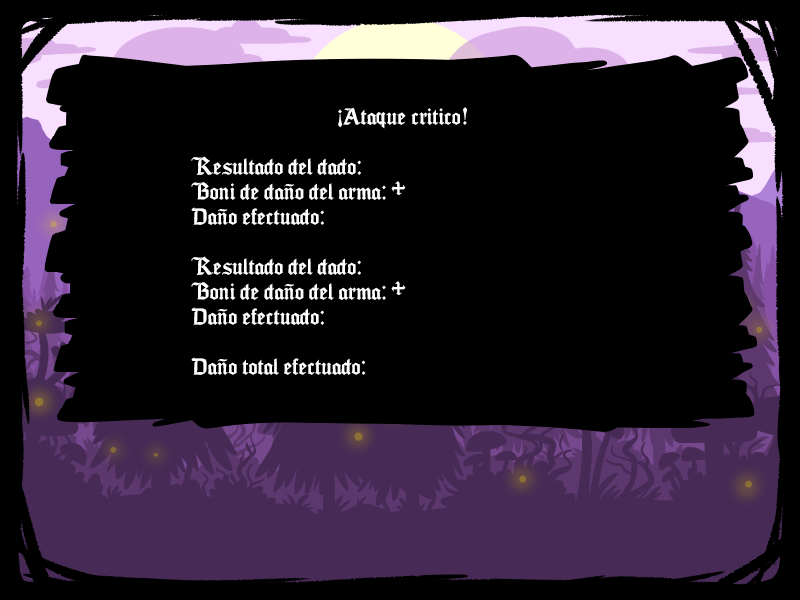 ¡Ataque critico!
Resultado del dado:
Boni de daño del arma: +
Daño efectuado:
Resultado del dado:
Boni de daño del arma: +
Daño efectuado:
Daño total efectuado: